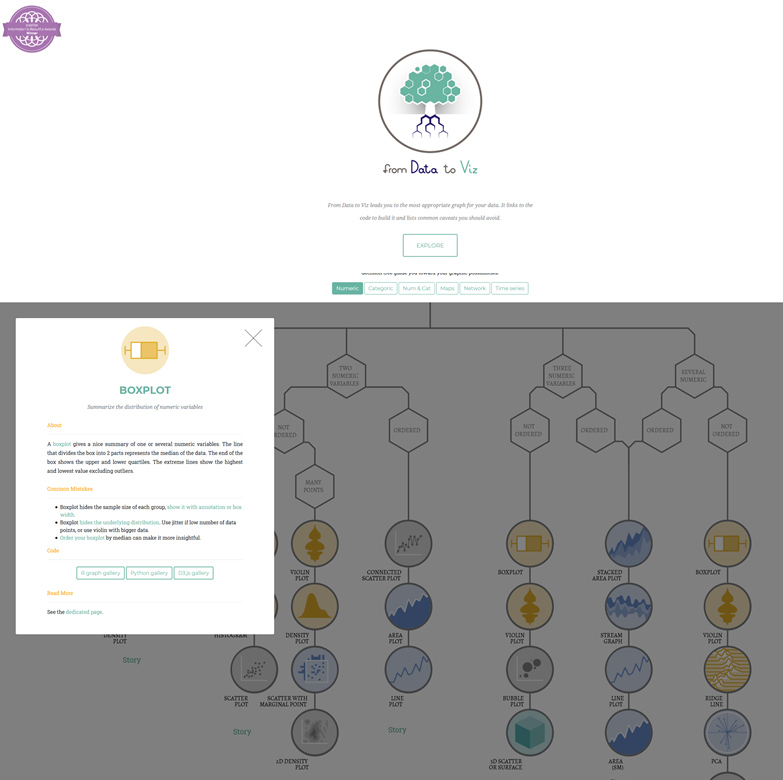 Winner
from Data to Viz
From Data to Viz leads you to the most appropriate graph for your data. It links to the
code to build it and lists common caveats you should avoid.
EXPLORE
Numeric
Categoric
Num & Cat
Maps
Network
Time series
BOXPLOT
Summarize the distribution of numeric variables
About
A boxplot gives a nice summary of one or several numeric variables. The line
that divides the box into 2 parts represents the median of the data. The end of
the box shows the upper and lower quartiles. The extreme lines show the highest
and lowest value excluding outliers.
Common Mistakes
Boxplot hides the sample size of each group, show it with annotation or box
width.
Boxplot hides the underlying distribution. Use jitter if low number of data
points, or use violin with bigger data.
Order your boxplot by median can make it more insightful.
Code
R graph gallery
Python gallery
D3.js gallery
Read More
See the dedicated page.
TWO
NUMERIC
VARIABLES
THREE
NUMERIC
VARIABLES
SEVERAL
NUMERIC
NOT
ORDERED
ORDERED
NOT
ORDERED
ORDERED
ORDERED
NOT
ORDERED
MANY
POINTS
VIOLIN
PLOT
CONNECTED
SCATTER PLOT
BOXPLOT
STACKED
AREA PLOT
BOXPLOT
DENSITY
PLOT
HISTOGRAM
DENSITY
PLOT
AREA
PLOT
VIOLIN
PLOT
STREAM
GRAPH
VIOLIN
PLOT
Story
SCATTER
PLOT
SCATTER WITH
MARGINAL POINT
LINE
PLOT
BUBBLE
PLOT
LINE
PLOT
RIDGE
LINE
Story
Story
2D DENSITY
PLOT
3D SCATTER
OR SURFACE
AREA
(SM)
PCA